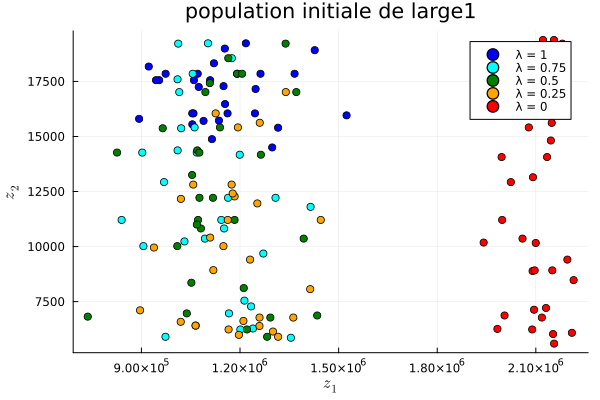 population initiale de large1
λ = 1
λ = 0.75
λ = 0.5
λ = 0.25
λ = 0
17500
15000
12500
10000
7500
z₂
9.00×10⁵ 1.20×10⁶ 1.50×10⁶ 1.80×10⁶ 2.10×10⁶
z₁